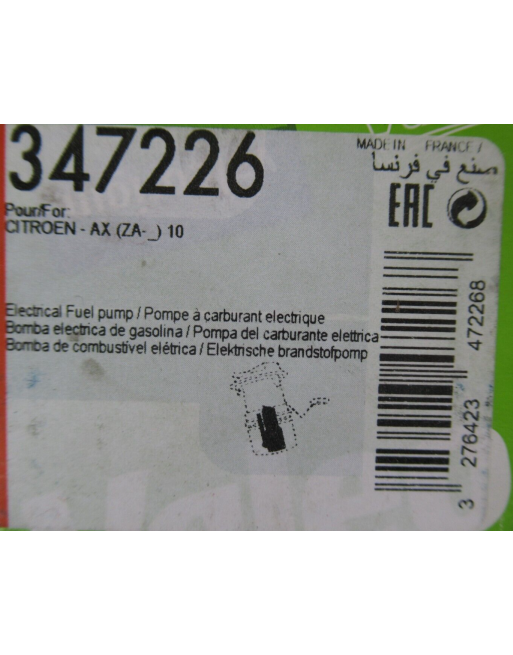 347226
MADE IN FRANCE /
صنع في فرنسا
EAC
Pour/For:
CITROEN - AX (ZA-_) 10
Electrical Fuel pump / Pompe à carburant electrique
Bomba electrica de gasolina / Pompa del carburante elettrica
Bomba de combustível elétrica / Elektrische brandstofpomp
3 276423 472268